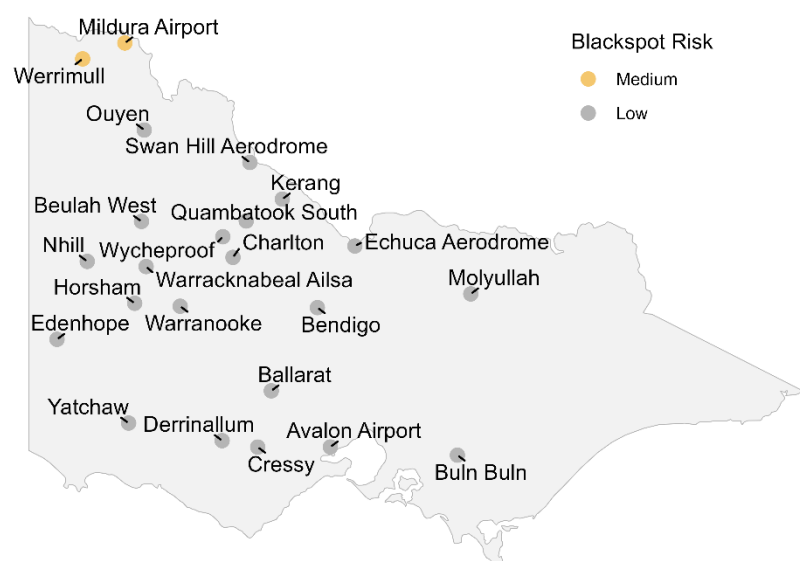 Mildura Airport
Blackspot Risk
Werrimull
Medium
Low
Ouyen
Swan Hill Aerodrome
Kerang
Beulah West
Quambatook South
Nhill
Wycheproof
Charlton
Echuca Aerodrome
Warracknabeal Ailsa
Molyullah
Horsham
Edenhope
Warranooke
Bendigo
Ballarat
Yatchaw
Derrinallum
Avalon Airport
Cressy
Buln Buln